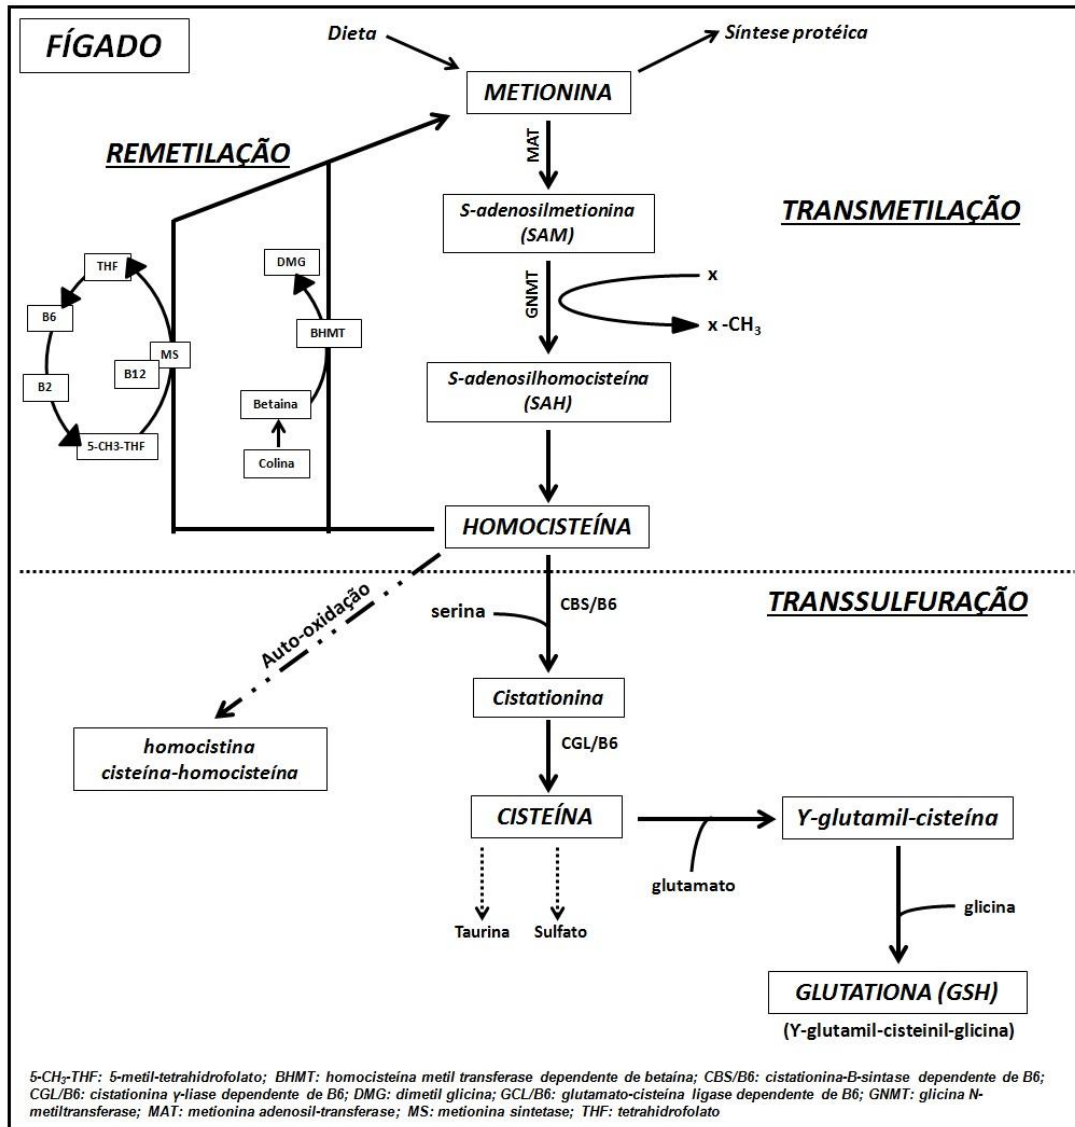 FÍGADO
Dieta
Síntese protéica
METIONINA
REMETILAÇÃO
MAT
S-adenosilmetionina
(SAM)
TRANSMETILAÇÃO
THF
DMG
GNMT
x
x -CH₃
B6
BHMT
MS
B12
B2
Betaina
S-adenosilhomocisteína
(SAH)
5-CH3-THF
Colina
HOMOCISTEÍNA
TRANSSULFURAÇÃO
Auto-oxidação
serina
CBS/B6
Cistationina
homocistina
cisteína-homocisteína
CGL/B6
CISTEÍNA
Y-glutamil-cisteína
glutamato
glicina
Taurina
Sulfato
GLUTATIONA (GSH)
(Y-glutamil-cisteinil-glicina)
5-CH₃-THF: 5-metil-tetrahidrofolato; BHMT: homocisteína metil transferase dependente de betaína; CBS/B6: cistationina-B-sintase dependente de B6;
CGL/B6: cistationina γ-liase dependente de B6; DMG: dimetil glicina; GCL/B6: glutamato-cisteína ligase dependente de B6; GNMT: glicina N-
metiltransferase; MAT: metionina adenosil-transferase; MS: metionina sintetase; THF: tetrahidrofolato